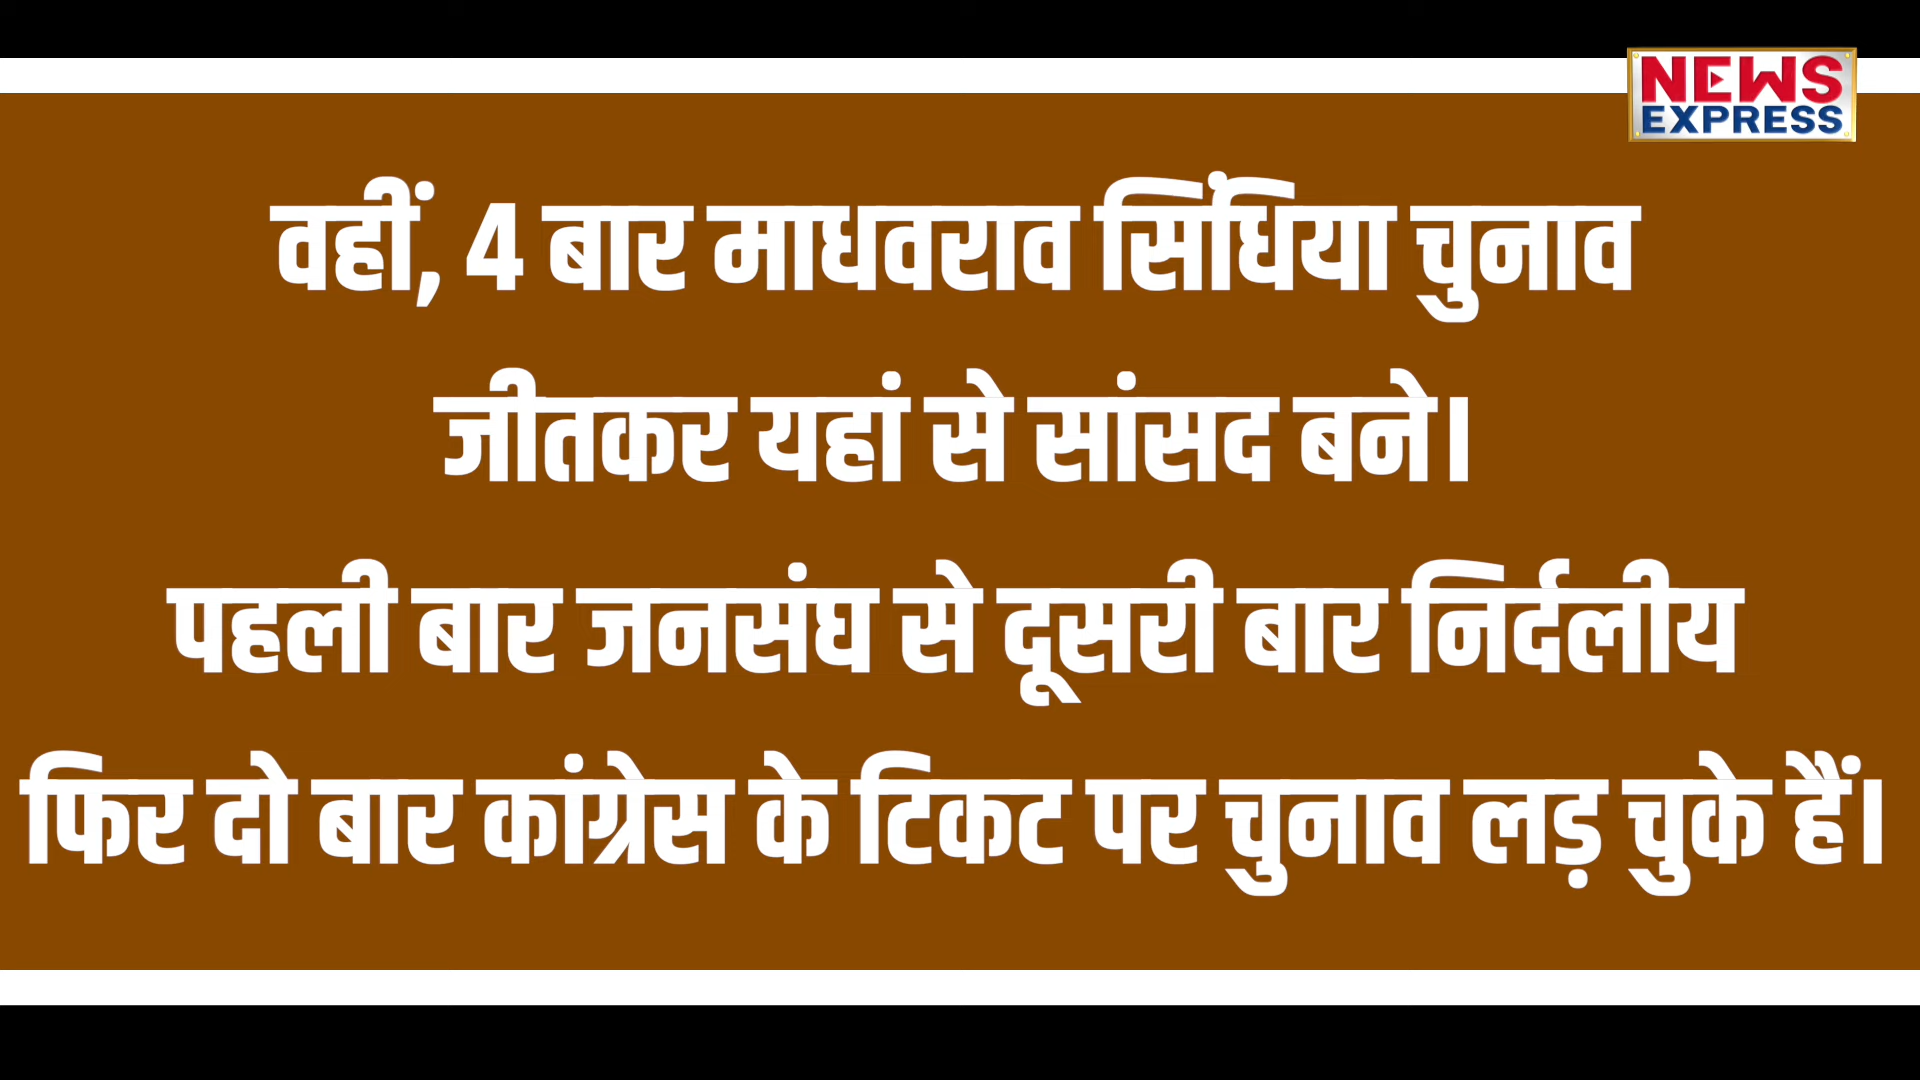 NEWS
EXPRESS
वहीं, 4 बार माधवराव सिंधिया चुनाव
जीतकर यहां से सांसद बने।
पहली बार जनसंघ से दूसरी बार निर्दलीय
फिर दो बार कांग्रेस के टिकट पर चुनाव लड़ चुके हैं।